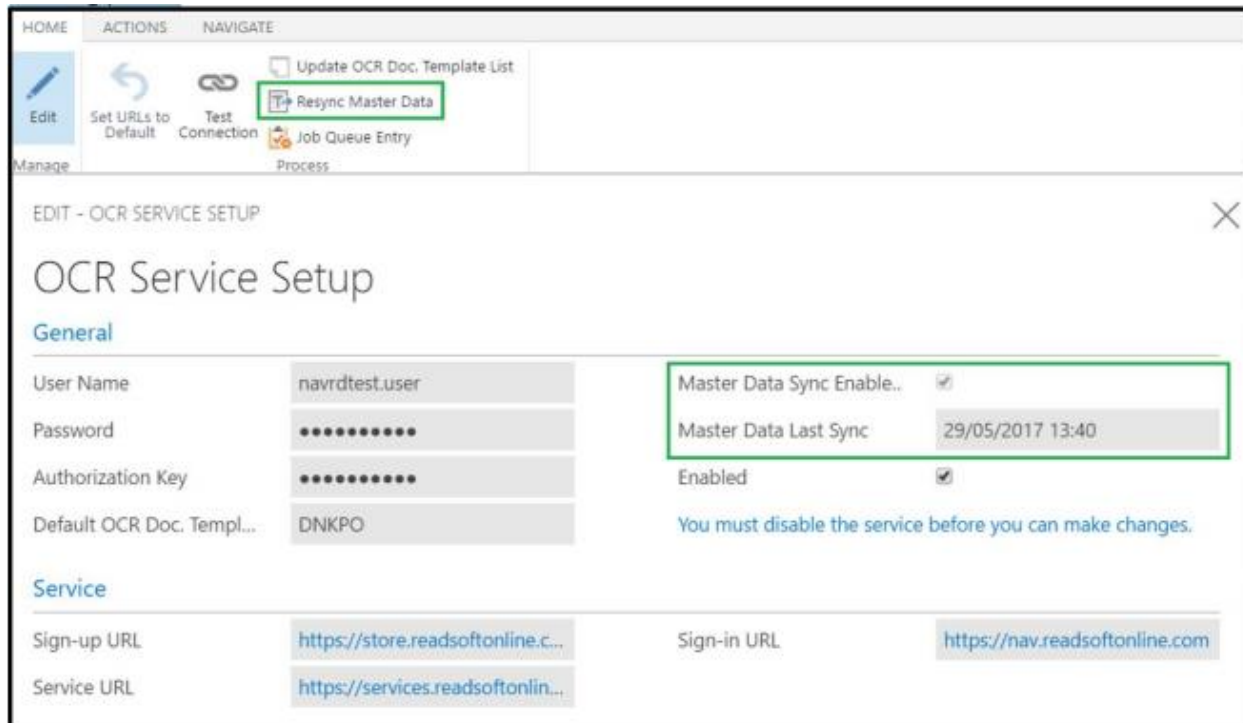 HOME ACTIONS NAVIGATE
Edit
Set URLs to Default
Test Connection
Update OCR Doc. Template List
Resync Master Data
Job Queue Entry
Manage Process
EDIT - OCR SERVICE SETUP
OCR Service Setup
General
User Name navrdtest.user Master Data Sync Enable..
Password ●●●●●●●●●● Master Data Last Sync 29/05/2017 13:40
Authorization Key ●●●●●●●●●● Enabled
Default OCR Doc. Templ... DNKPO You must disable the service before you can make changes.
Service
Sign-up URL https://store.readsoftonline.c... Sign-in URL https://nav.readsoftonline.com
Service URL https://services.readsoftonlin...